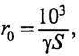 r₀ = 10³/γS,